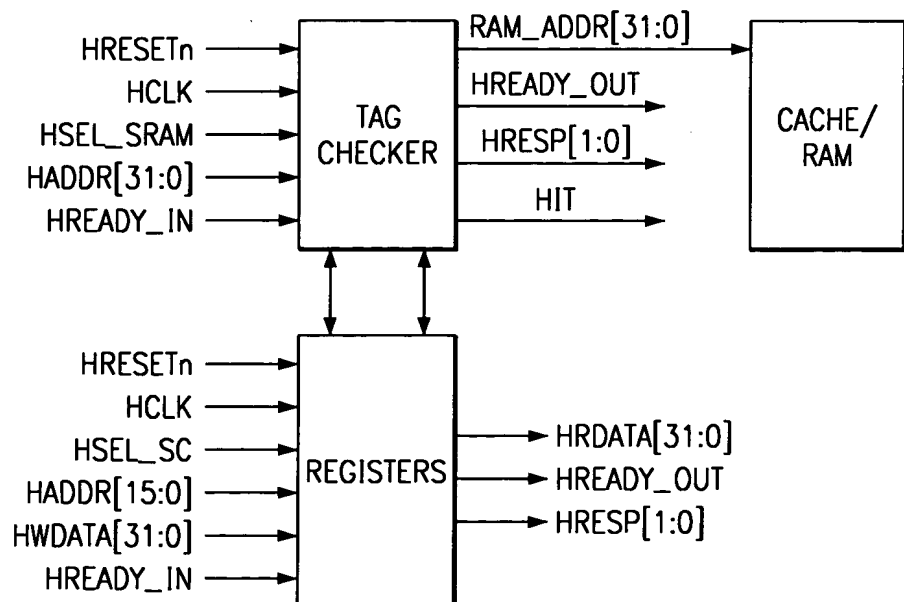 HRESETn
HCLK
HSEL_SRAM
HADDR[31:0]
HREADY_IN
TAG
CHECKER
RAM_ADDR[31:0]
HREADY_OUT
HRESP[1:0]
HIT
CACHE/
RAM
HRESETn
HCLK
HSEL_SC
HADDR[15:0]
HWDATA[31:0]
HREADY_IN
REGISTERS
HRDATA[31:0]
HREADY_OUT
HRESP[1:0]